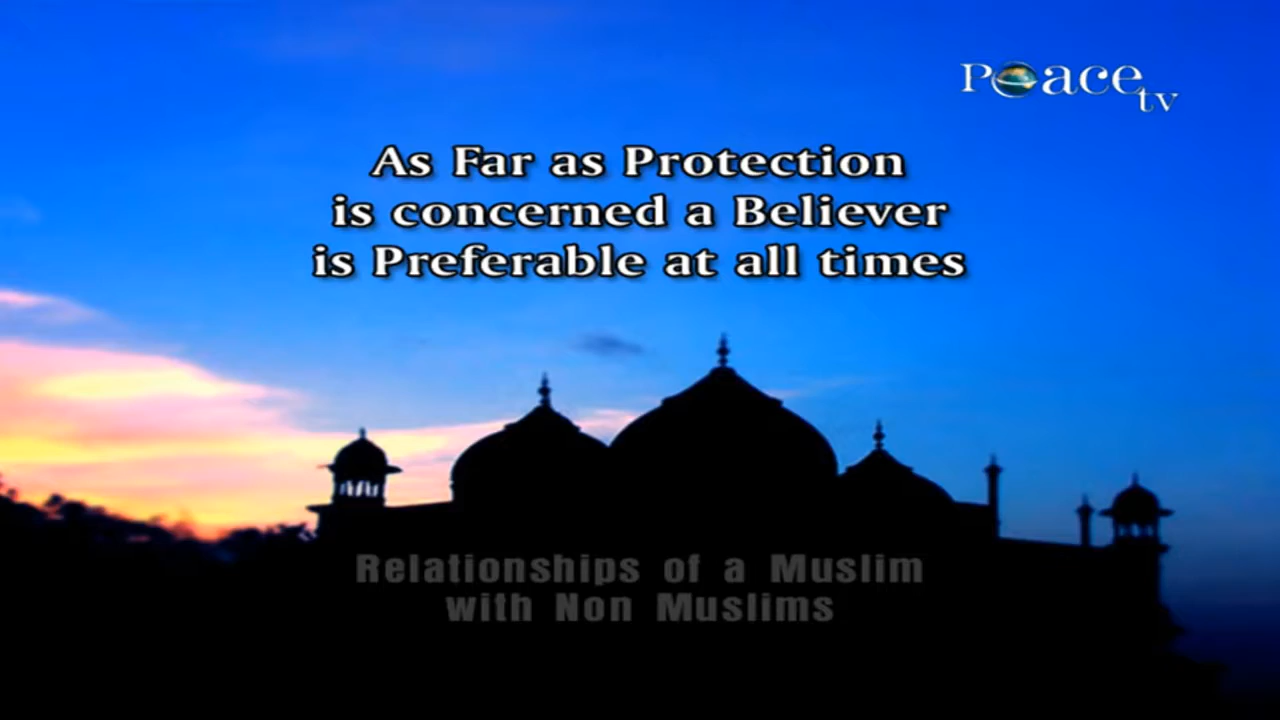 Peace tv
As Far as Protection
is concerned a Believer
is Preferable at all times
Relationships of a Muslim
with Non Muslims